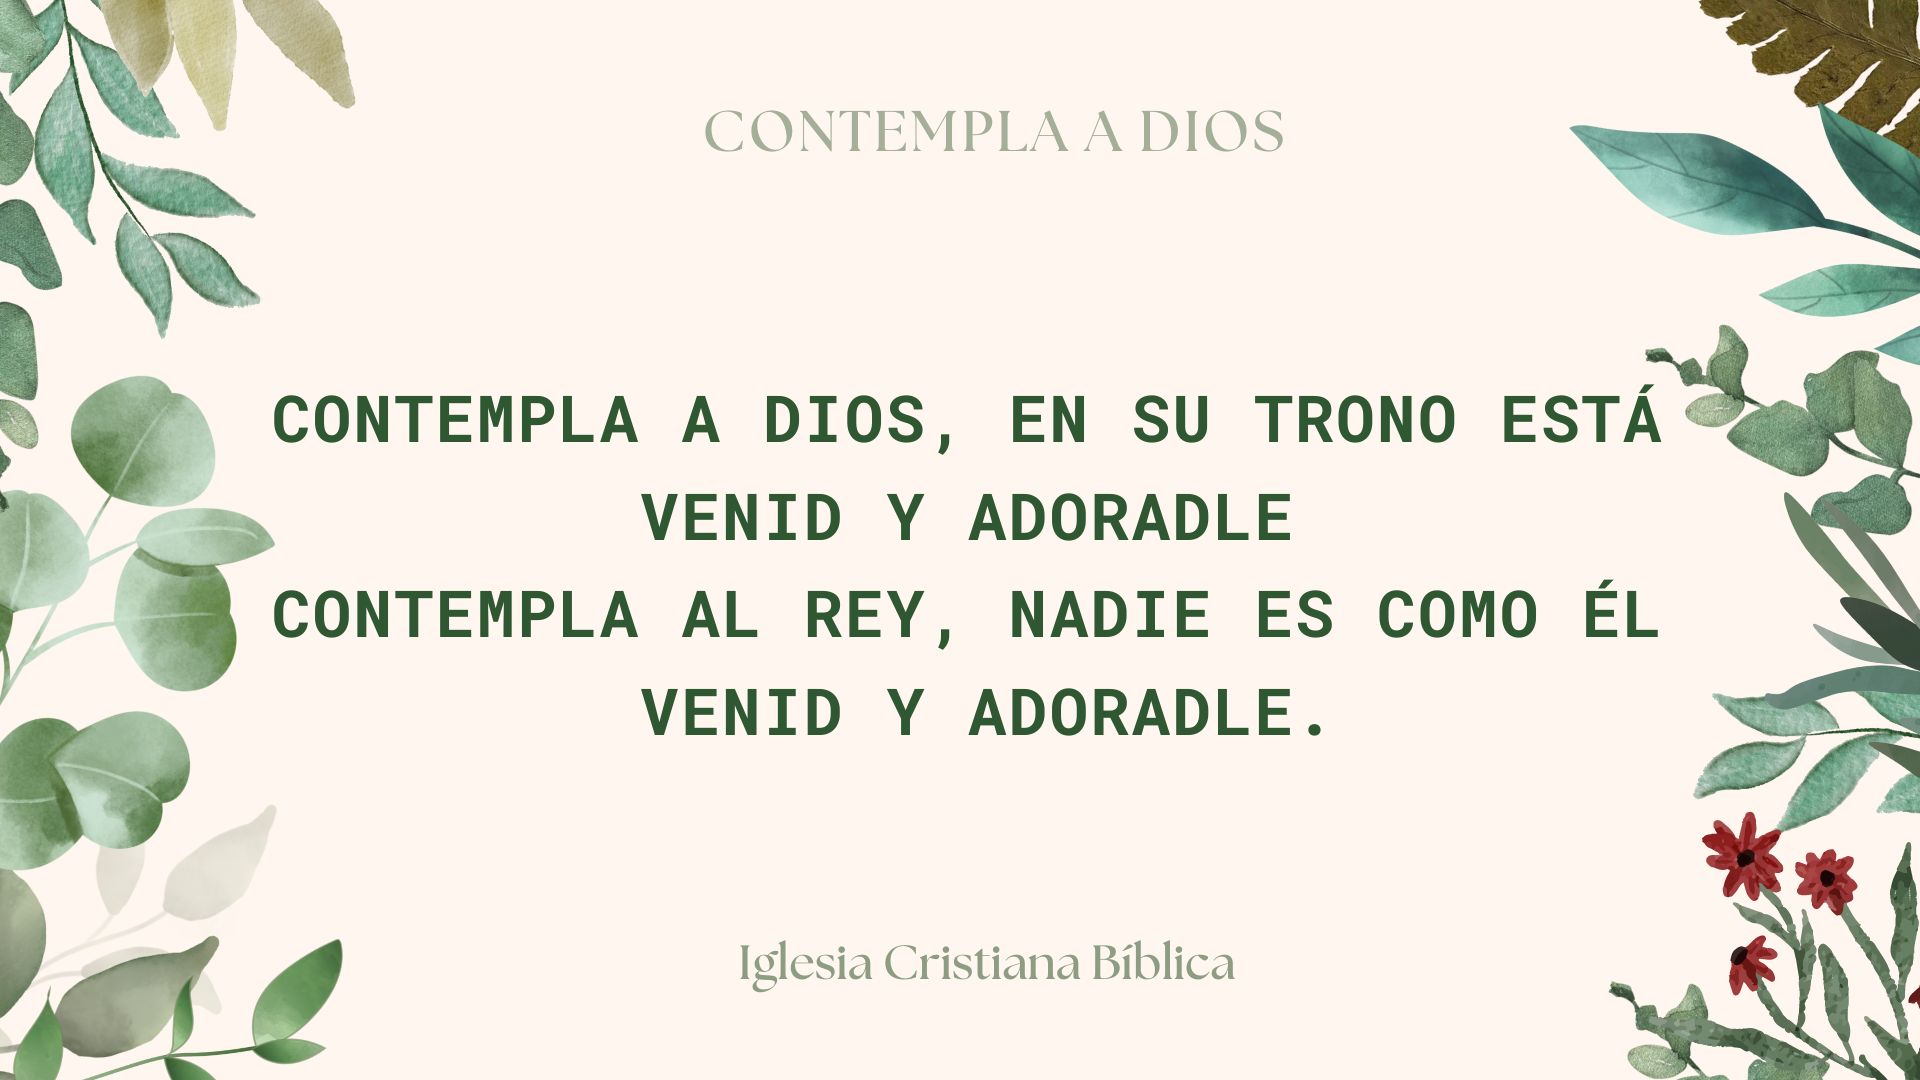 CONTEMPLA A DIOS
CONTEMPLA A DIOS, EN SU TRONO ESTÁ
VENID Y ADORADLE
CONTEMPLA AL REY, NADIE ES COMO ÉL
VENID Y ADORADLE.
Iglesia Cristiana Bíblica